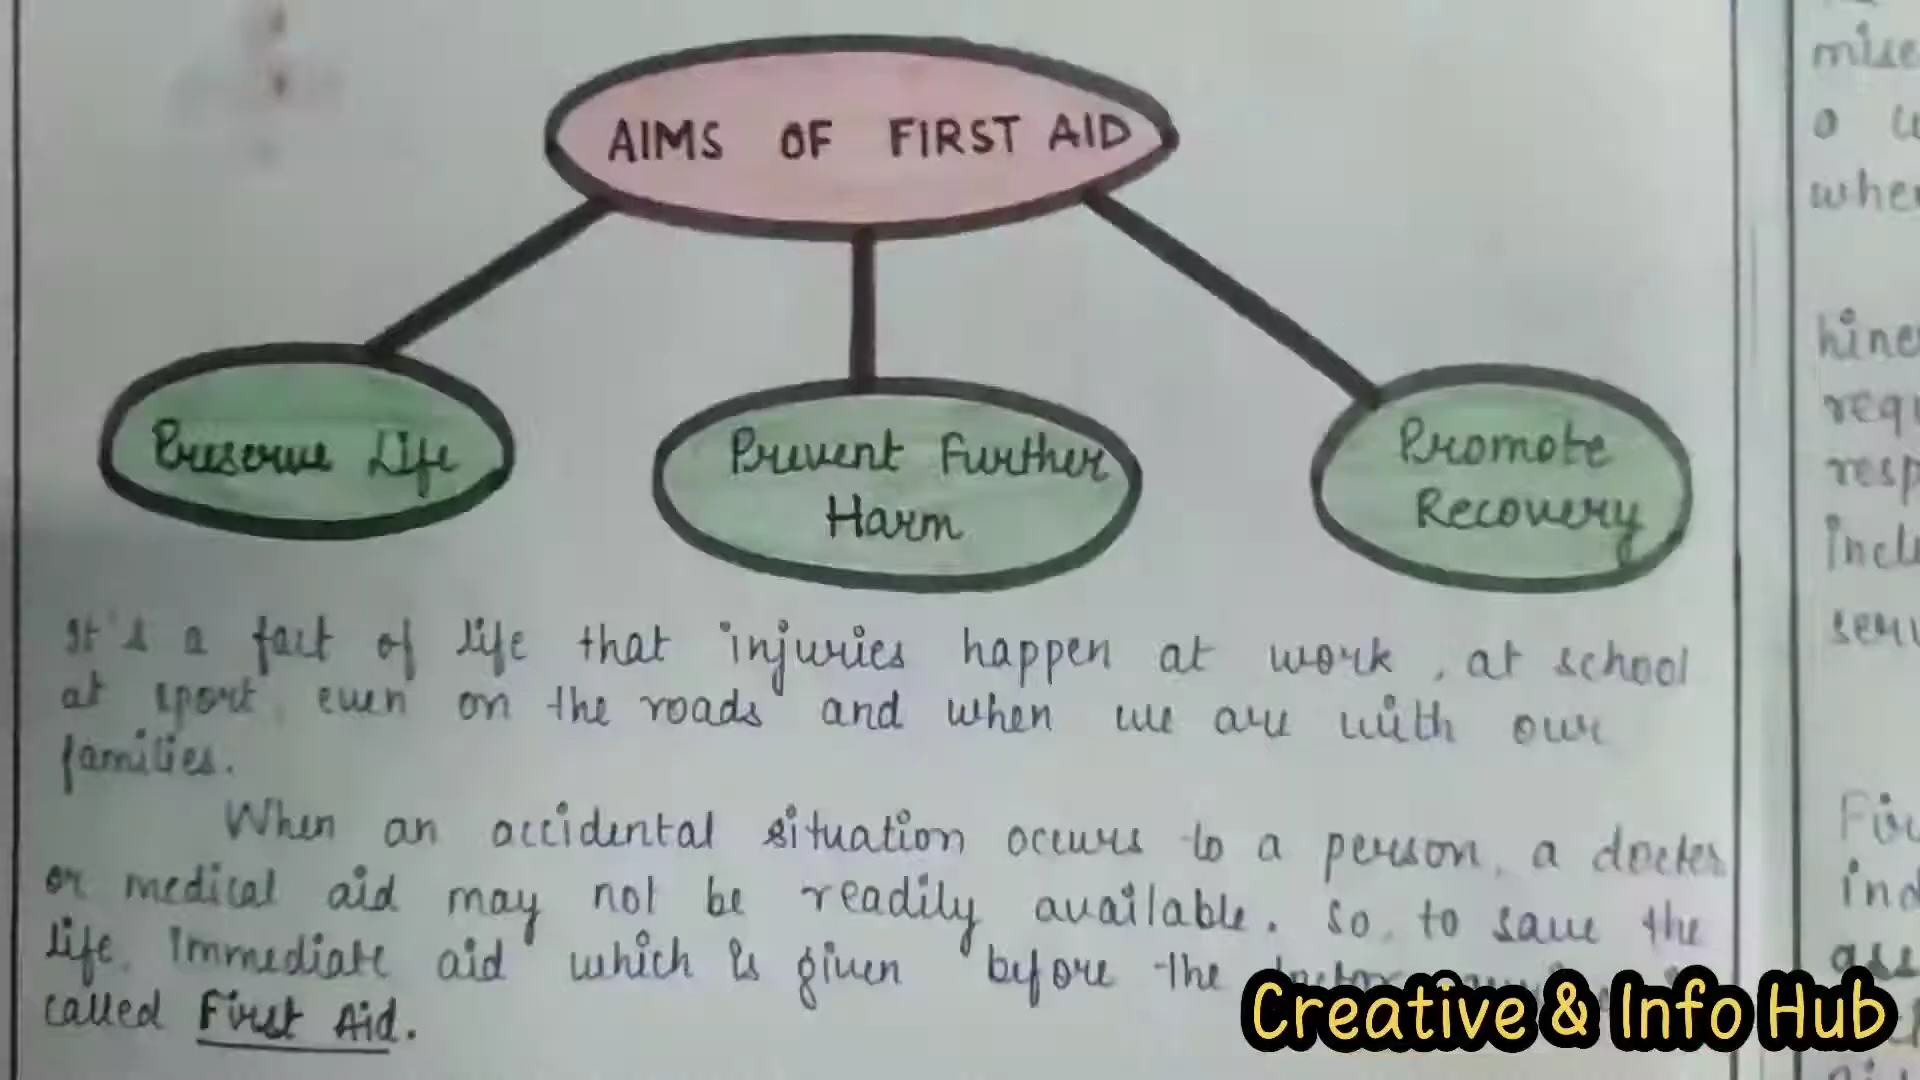 AIMS OF FIRST AID
Preserve Life
Prevent Further
Harm
Promote
Recovery
It's a fact of life that injuries happen at work, at school
at sport, even on the roads and when we are with our
families.
When an accidental situation occurs to a person, a doctor
or medical aid may not be readily available. So, to save the
life, immediate aid which is given before the
called First Aid.
Creative & Info Hub